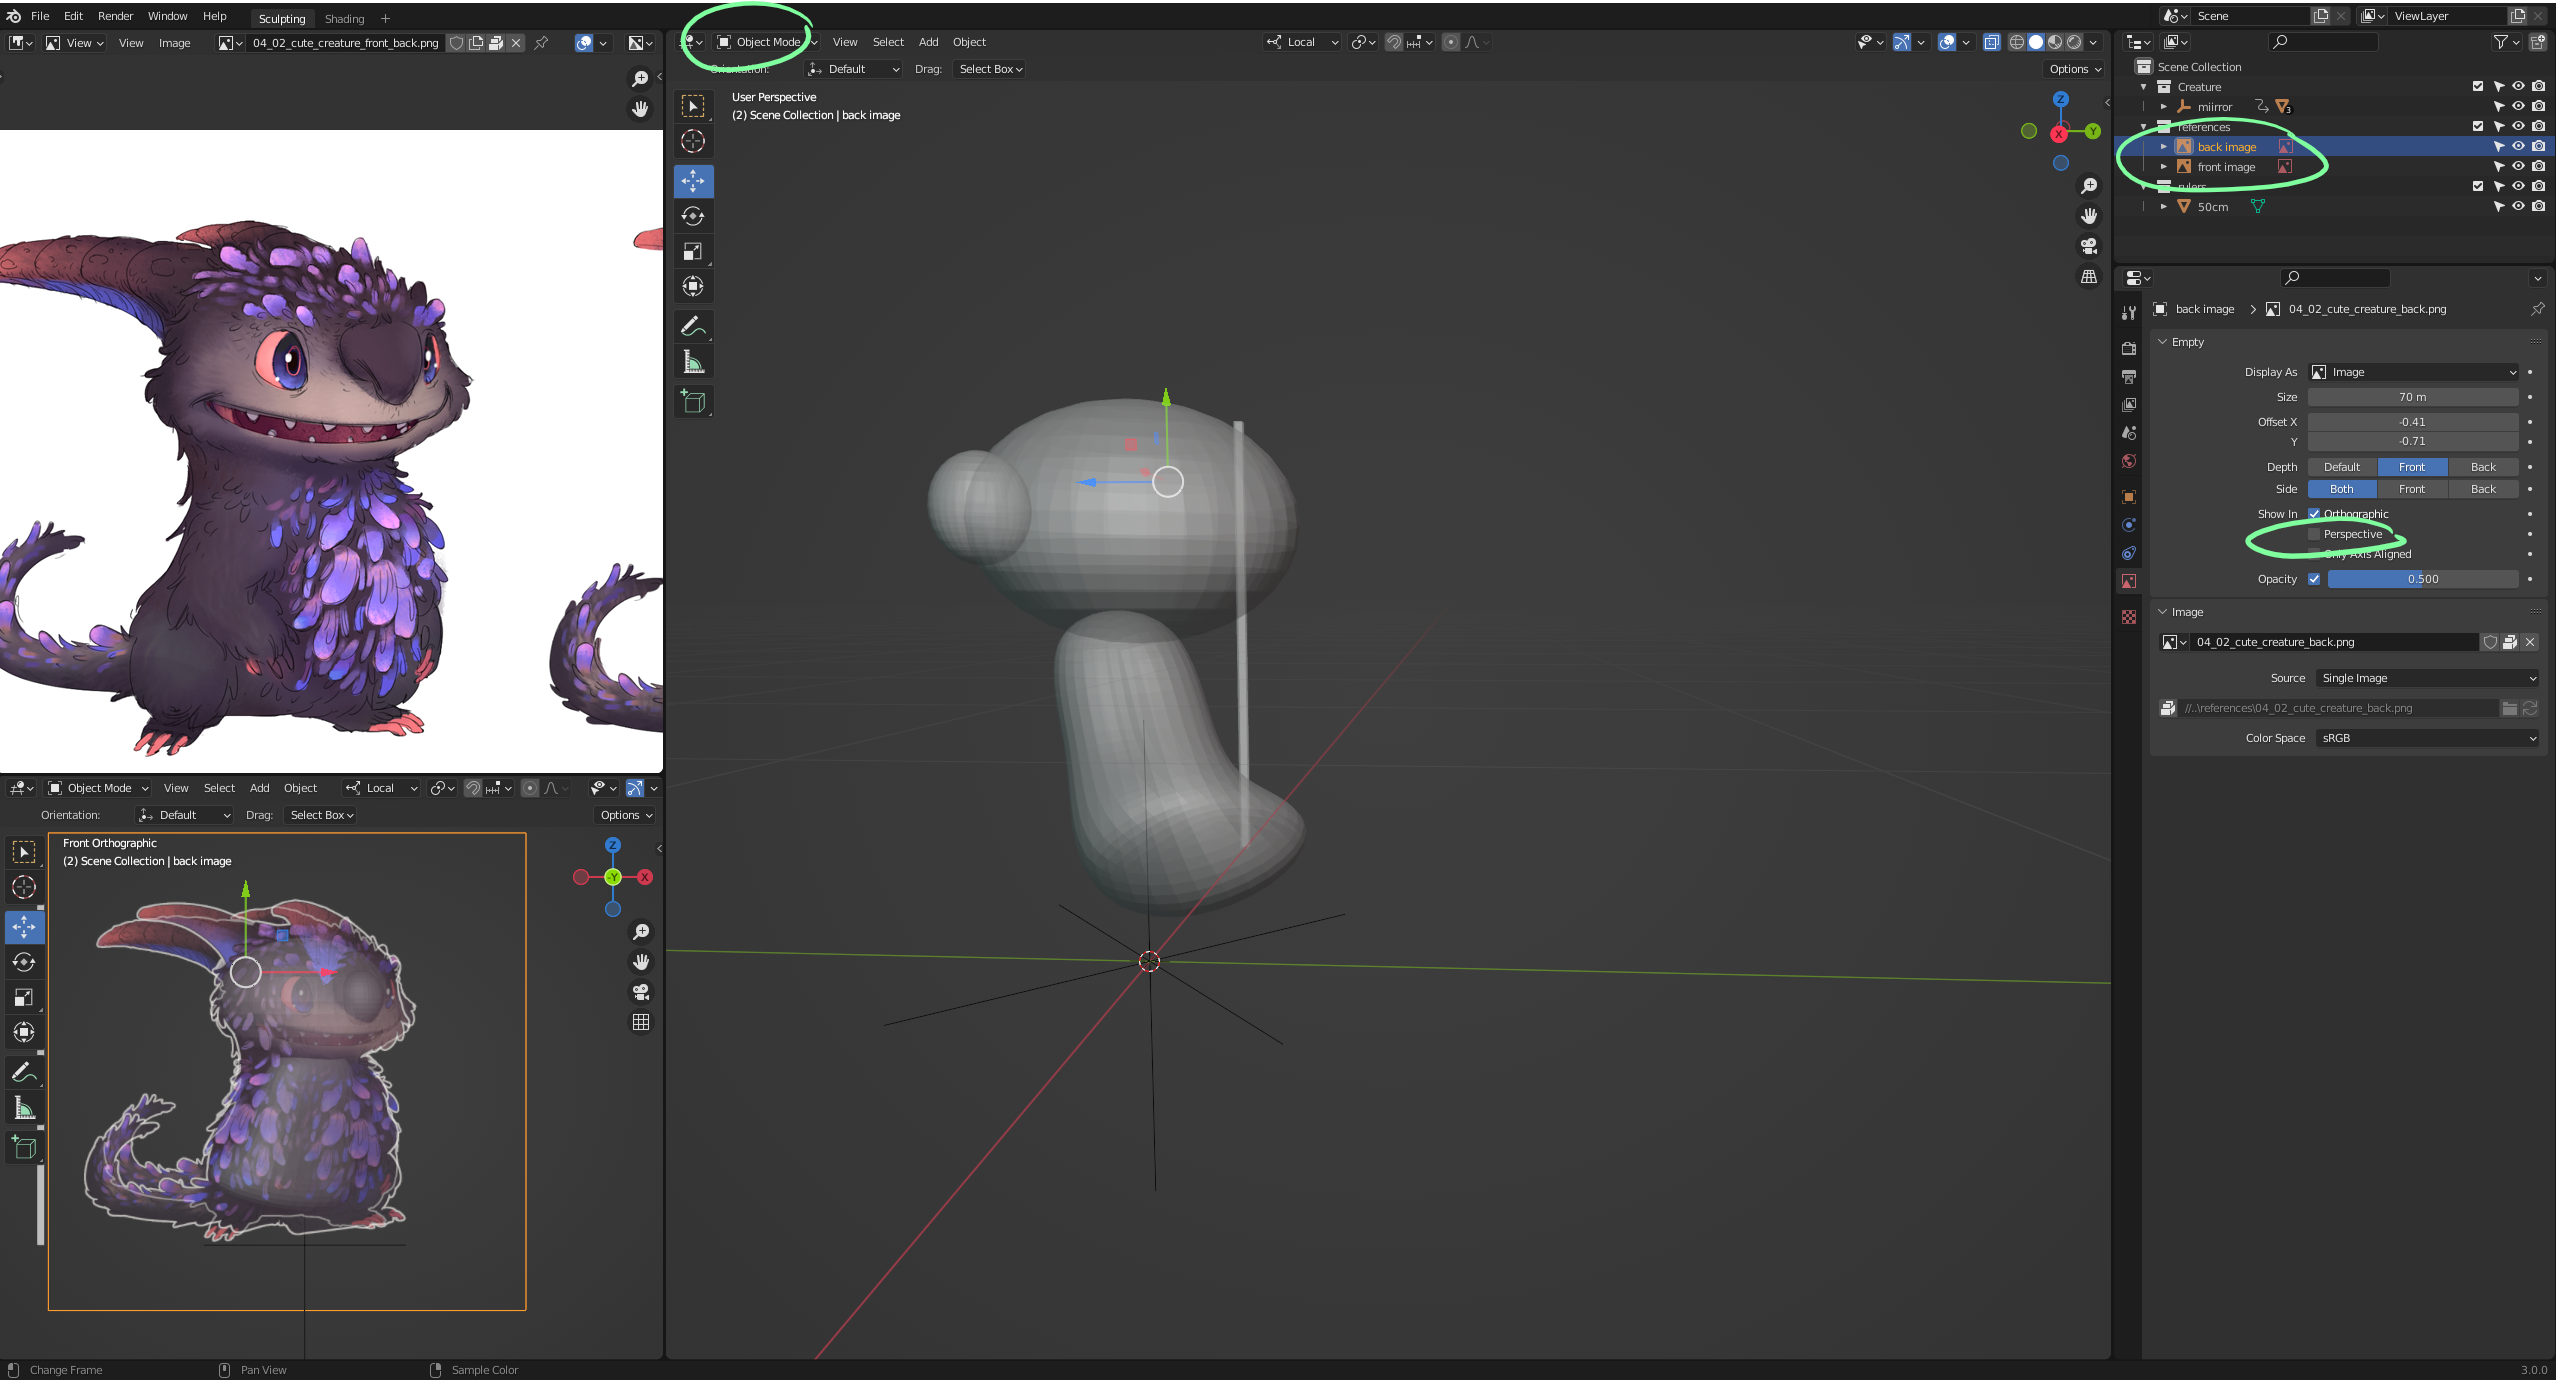 File Edit Render Window Help Sculpting Shading + Scene ViewLayer
View View Image 04_02_cute_creature_front_back.png
Object Mode View Select Add Object Local
Orientation: Default Drag: Select Box Options
User Perspective
(2) Scene Collection | back image
Z
Y
X
Scene Collection
Creature
miirror 3
references
back image
front image
rulers
50cm
back image > 04_02_cute_creature_back.png
Empty
Display As Image
Size 70 m
Offset X -0.41
Y -0.71
Depth Default Front Back
Side Both Front Back
Show In Orthographic
Perspective
Only Axis Aligned
Opacity 0.500
Image
04_02_cute_creature_back.png
Source Single Image
//..\references\04_02_cute_creature_back.png
Color Space sRGB
Object Mode View Select Add Object Local
Orientation: Default Drag: Select Box Options
Front Orthographic
(2) Scene Collection | back image
Z
-Y X
Change Frame Pan View Sample Color 3.0.0